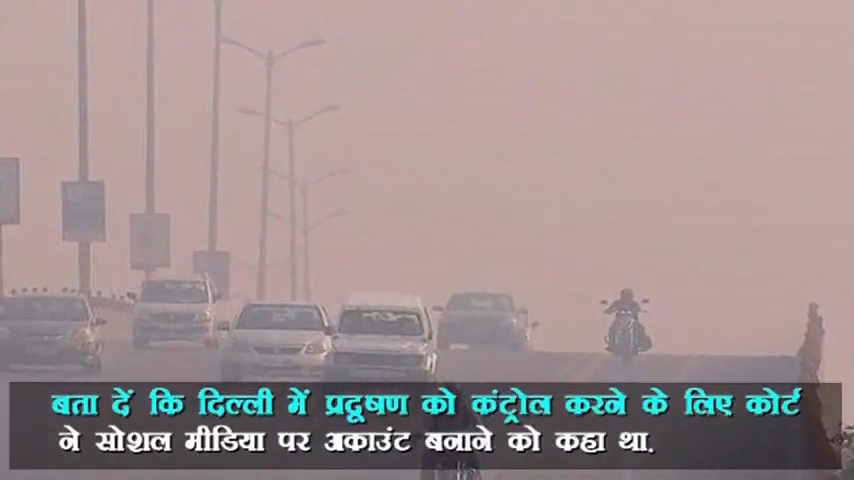 बता दें कि दिल्ली में प्रदूषण को कंट्रोल करने के लिए कोर्ट
ने सोशल मीडिया पर अकाउंट बनाने को कहा था.